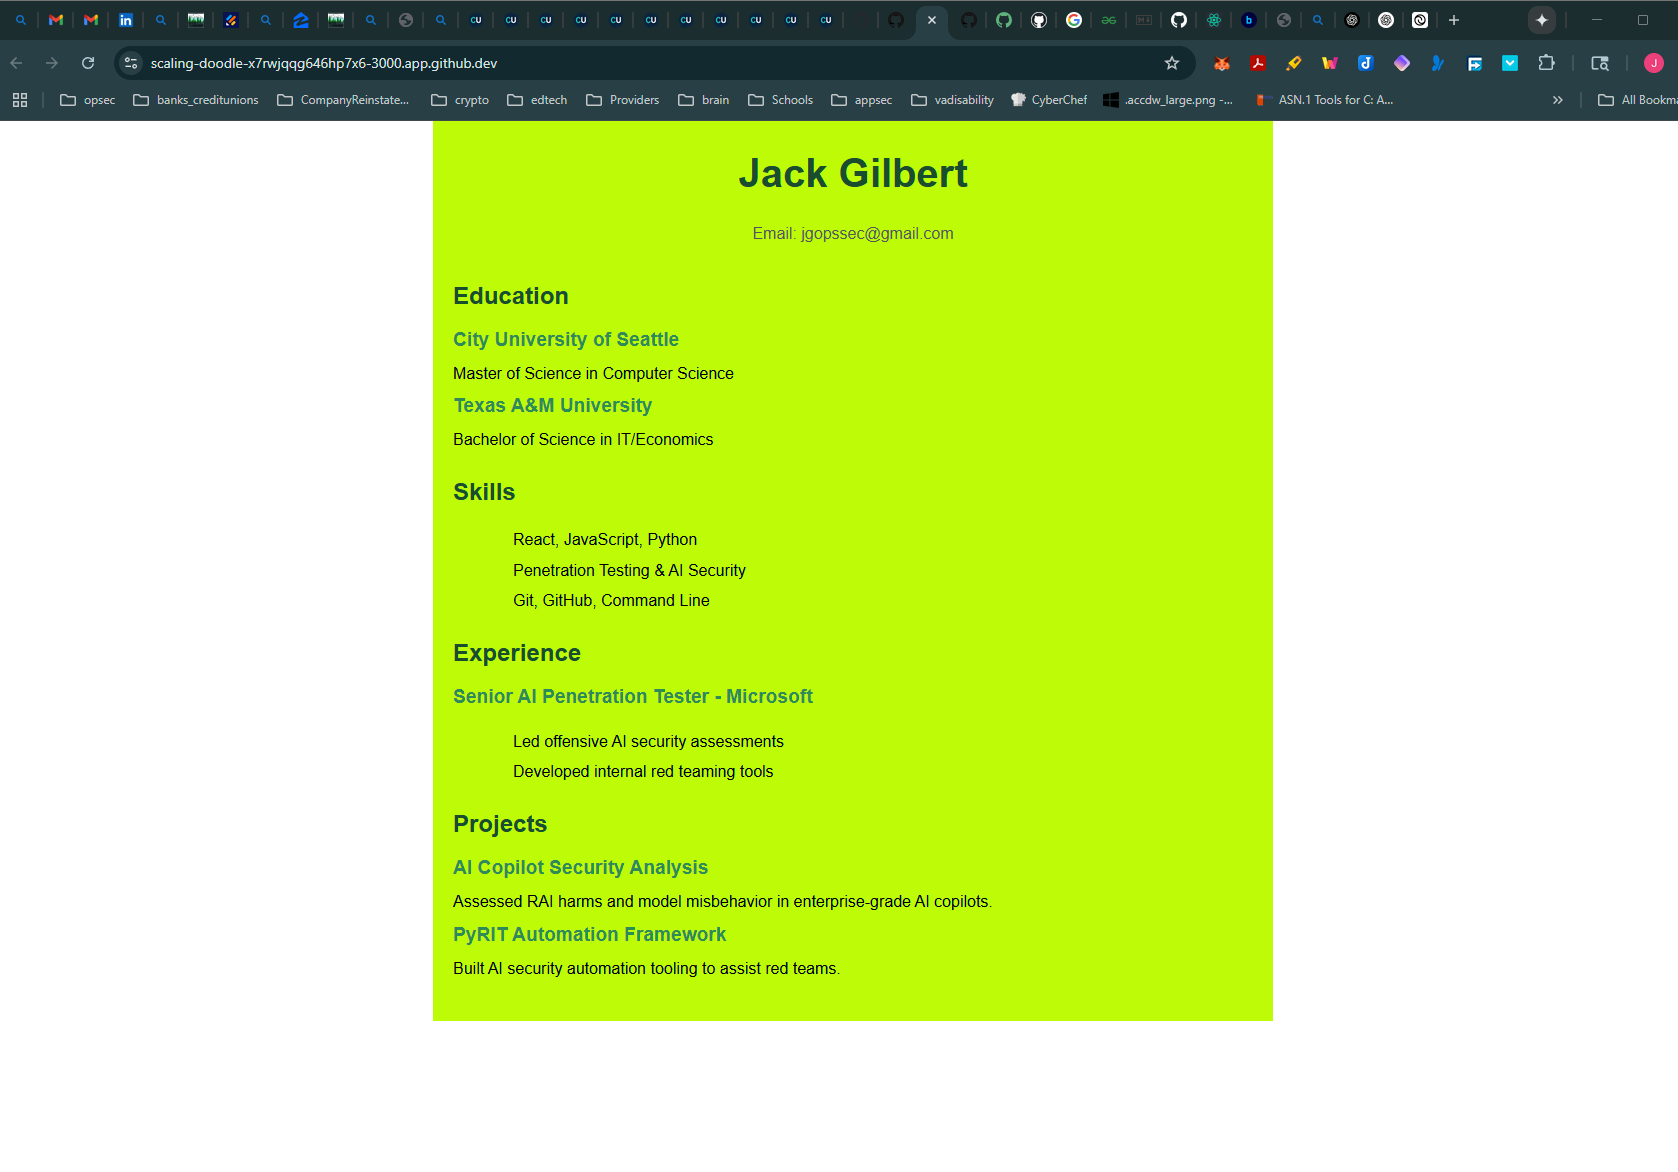 scaling-doodle-x7rwjqqg646hp7x6-3000.app.github.dev
opsec banks_creditunions CompanyReinstate... crypto edtech Providers brain Schools appsec vadisability CyberChef .accdw_large.png -... ASN.1 Tools for C: A... All Bookma
Jack Gilbert
Email: jgopssec@gmail.com
Education
City University of Seattle
Master of Science in Computer Science
Texas A&M University
Bachelor of Science in IT/Economics
Skills
React, JavaScript, Python
Penetration Testing & AI Security
Git, GitHub, Command Line
Experience
Senior AI Penetration Tester - Microsoft
Led offensive AI security assessments
Developed internal red teaming tools
Projects
AI Copilot Security Analysis
Assessed RAI harms and model misbehavior in enterprise-grade AI copilots.
PyRIT Automation Framework
Built AI security automation tooling to assist red teams.